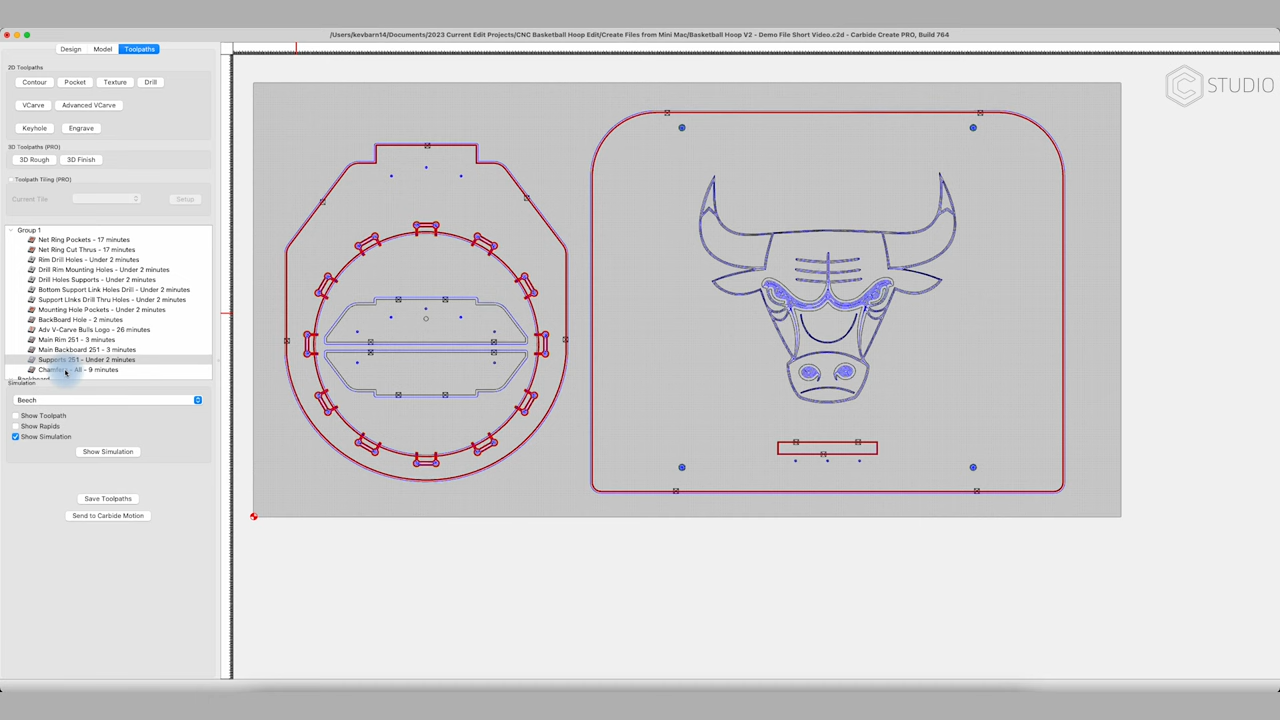 /Users/kevbarn14/Documents/2023 Current Edit Projects/CNC Basketball Hoop Edit/Create Files from Mini Mac/Basketball Hoop V2 - Demo File Short Video.c2d - Carbide Create PRO, Build 764
Design Model Toolpaths
2D Toolpaths
Contour Pocket Texture Drill
VCarve Advanced VCarve
Keyhole Engrave
3D Toolpaths (PRO)
3D Rough 3D Finish
Toolpath Tiling (PRO)
Current Tile Setup
Group 1
Net Ring Pockets - 17 minutes
Net Ring Cut Thrus - 17 minutes
Rim Drill Holes - Under 2 minutes
Drill Rim Mounting Holes - Under 2 minutes
Drill Holes Supports - Under 2 minutes
Bottom Support Link Holes Drill - Under 2 minutes
Support LInks Drill Thru Holes - Under 2 minutes
Mounting Hole Pockets - Under 2 minutes
BackBoard Hole - 2 minutes
Adv V-Carve Bulls Logo - 26 minutes
Main Rim 251 - 3 minutes
Main Backboard 251 - 3 minutes
Supports 251 - Under 2 minutes
Chamfers - All - 9 minutes
Simulation
Beech
Show Toolpath
Show Rapids
Show Simulation
Show Simulation
Save Toolpaths
Send to Carbide Motion
STUDIO